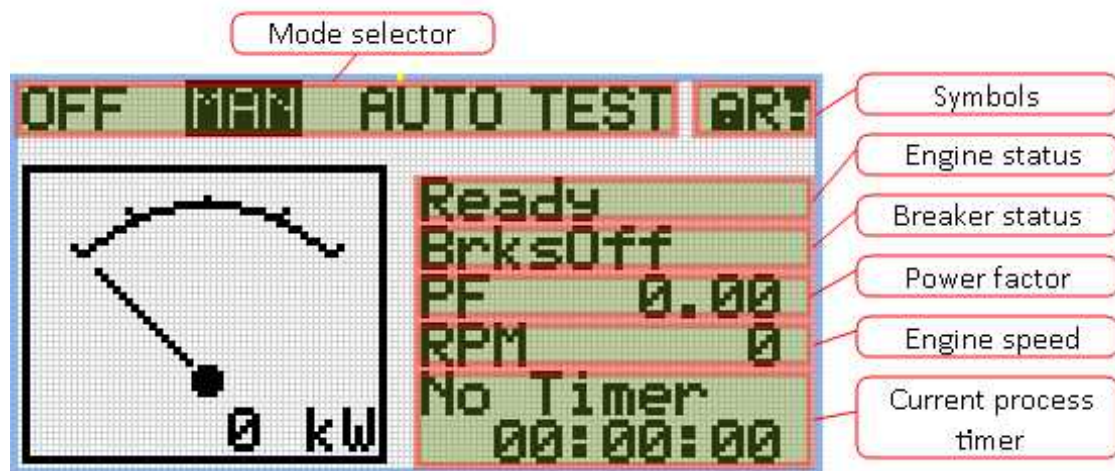 Mode selector
OFF MAN AUTO TEST R!
Symbols
Engine status
Ready
Breaker status
BrksOff
Power factor
PF 0.00
Engine speed
RPM 0
Current process
timer
No Timer
00:00:00
0 kW